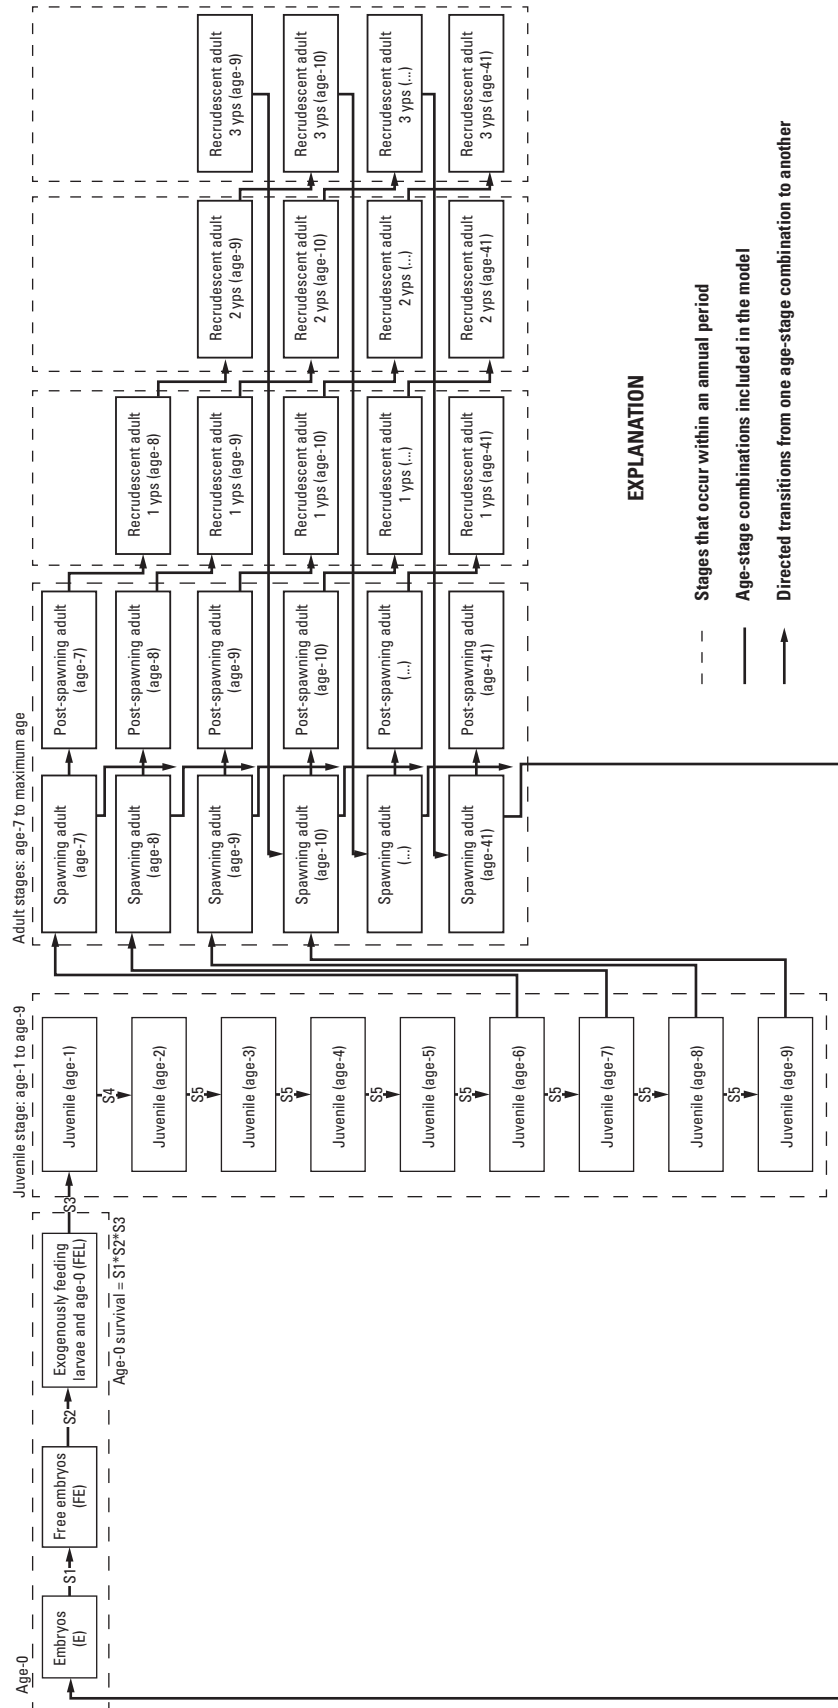 Age-0
Embryos
(E)
S1
Free embryos
(FE)
S2
Exogenously feeding
larvae and age-0 (FEL)
Age-0 survival = S1*S2*S3
S3
Juvenile stage: age-1 to age-9
Juvenile (age-1)
S4
Juvenile (age-2)
S5
Juvenile (age-3)
S5
Juvenile (age-4)
S5
Juvenile (age-5)
S5
Juvenile (age-6)
S5
Juvenile (age-7)
S5
Juvenile (age-8)
S5
Juvenile (age-9)
Adult stages: age-7 to maximum age
Spawning adult
(age-7)
Spawning adult
(age-8)
Spawning adult
(age-9)
Spawning adult
(age-10)
Spawning adult
(...)
Spawning adult
(age-41)
Post-spawning adult
(age-7)
Post-spawning adult
(age-8)
Post-spawning adult
(age-9)
Post-spawning adult
(age-10)
Post-spawning adult
(...)
Post-spawning adult
(age-41)
Recrudescent adult
1 yps (age-8)
Recrudescent adult
1 yps (age-9)
Recrudescent adult
1 yps (age-10)
Recrudescent adult
1 yps (...)
Recrudescent adult
1 yps (age-41)
Recrudescent adult
2 yps (age-9)
Recrudescent adult
2 yps (age-10)
Recrudescent adult
2 yps (...)
Recrudescent adult
2 yps (age-41)
Recrudescent adult
3 yps (age-9)
Recrudescent adult
3 yps (age-10)
Recrudescent adult
3 yps (...)
Recrudescent adult
3 yps (age-41)
EXPLANATION
Stages that occur within an annual period
Age-stage combinations included in the model
Directed transitions from one age-stage combination to another